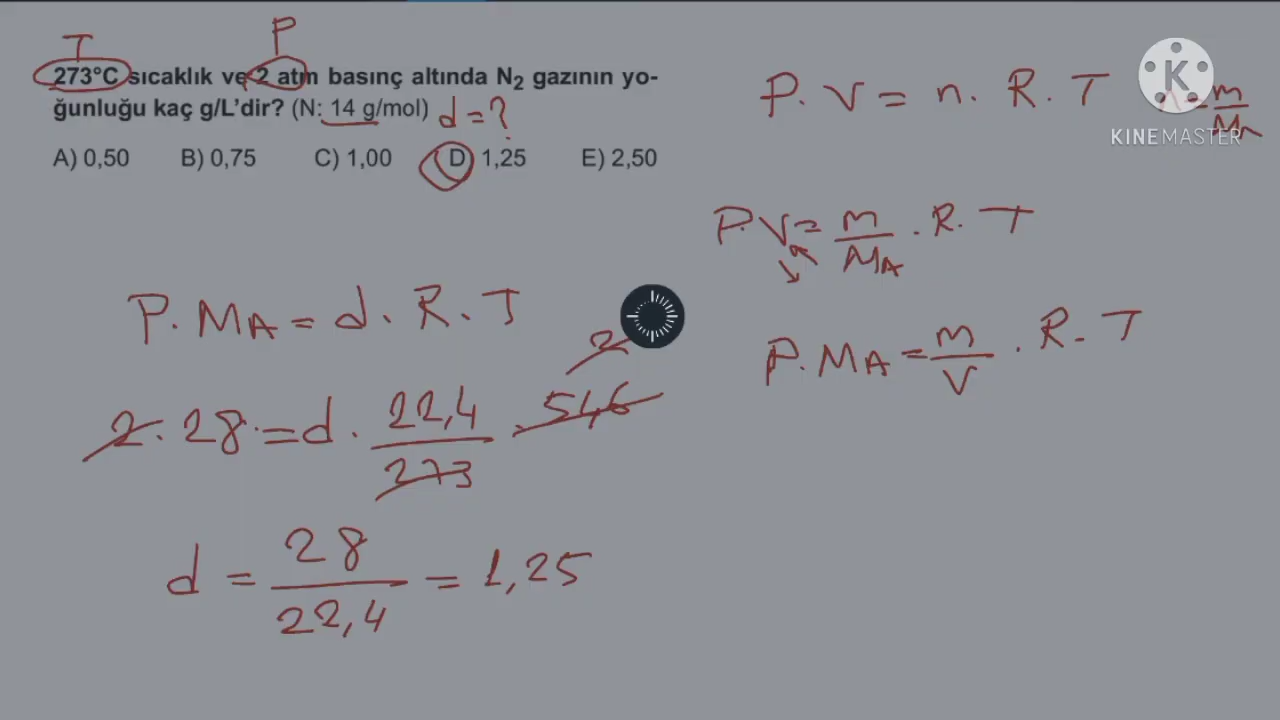 T
P
273°C sıcaklık ve 2 atm basınç altında N₂ gazının yo-
ğunluğu kaç g/L'dir? (N: 14 g/mol) d = ?
A) 0,50 B) 0,75 C) 1,00 D 1,25 E) 2,50
P. V = n. R. T
m
MA
KINEMASTER
P. V = m/MA . R. T
P. MA = d. R. T
P. MA = m/V . R. T
2
2. 28 = d . 22,4/273 . 546
d = 28/22,4 = 1,25